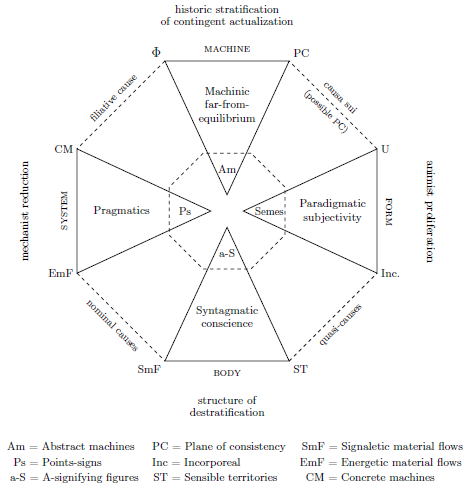 historic stratification
of contingent actualization
Φ
MACHINE
PC
filiative cause
Machinic
far-from-
equilibrium
causa sui
(possible PC)
CM
Am
U
mechanist reduction
SYSTEM
Pragmatics
Ps
Semes
Paradigmatic
subjectivity
FORM
animist proliferation
a-S
EmF
Inc.
nominal causes
Syntagmatic
conscience
quasi-causes
SmF
BODY
ST
structure of
destratification
Am = Abstract machines PC = Plane of consistency SmF = Signaletic material flows
Ps = Points-signs Inc = Incorporeal EmF = Energetic material flows
a-S = A-signifying figures ST = Sensible territories CM = Concrete machines